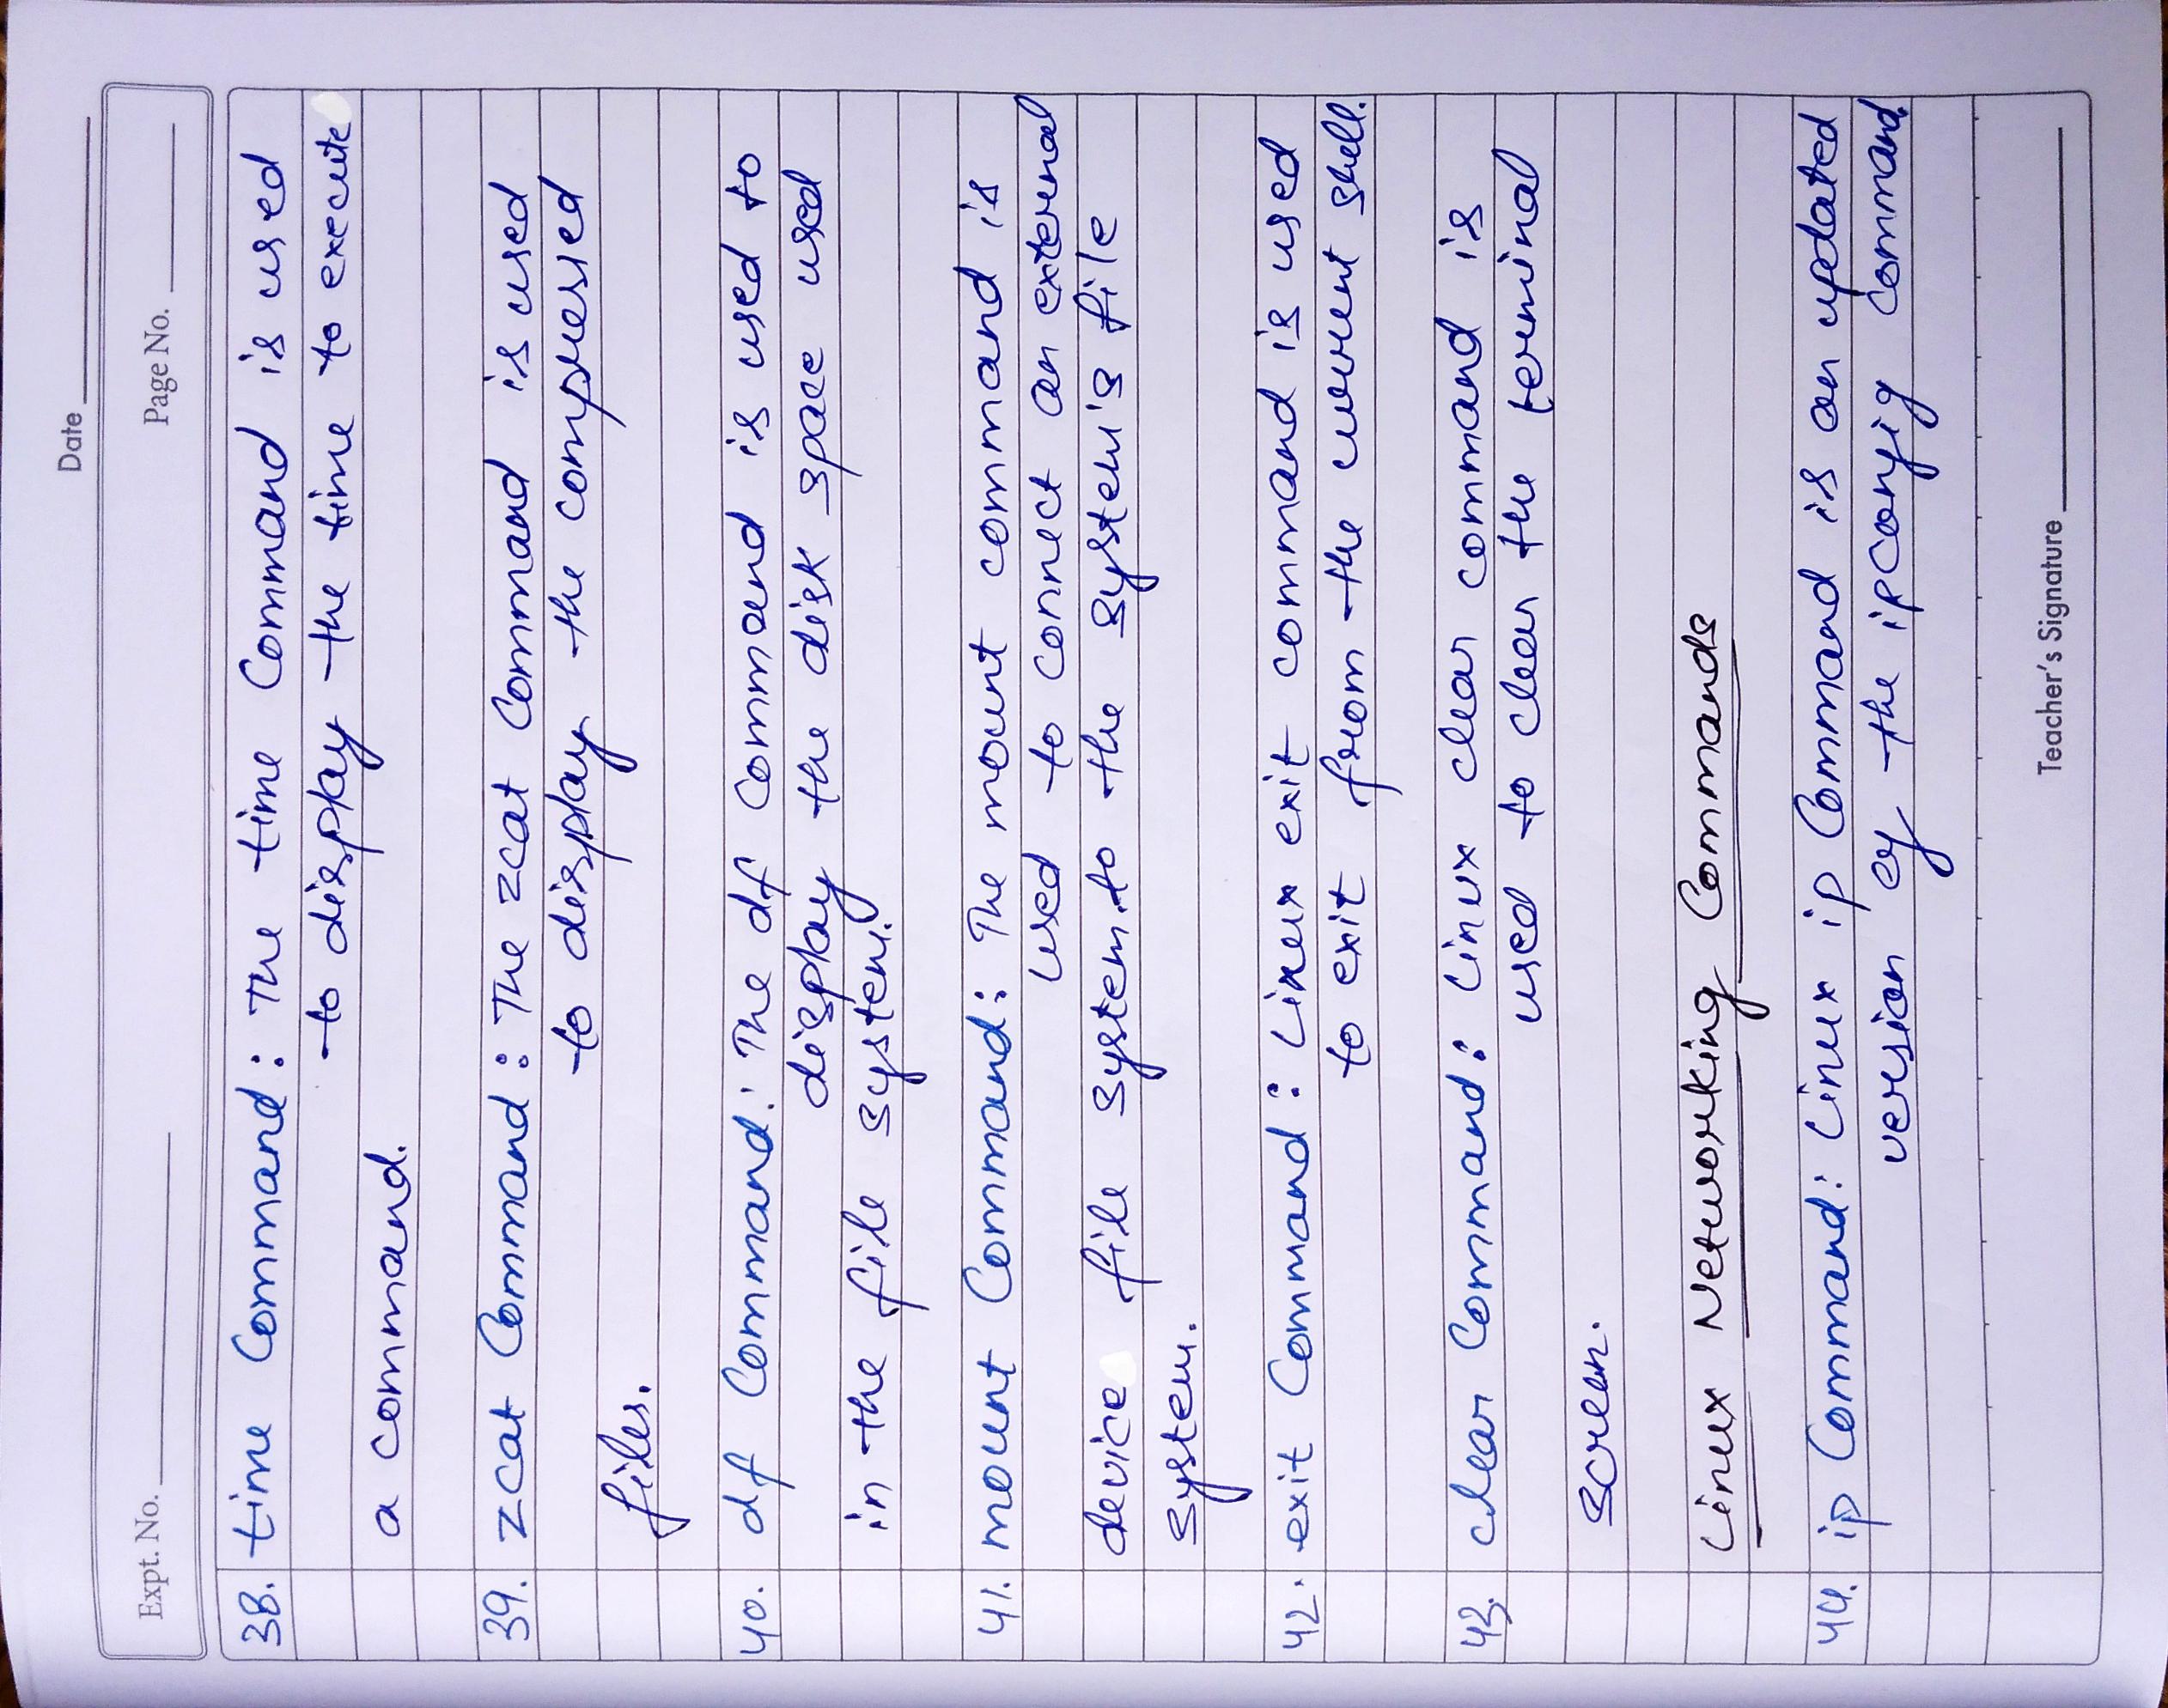 Date
Expt. No.
Page No.
38. time Command : The time Command is used
to display the time to execute
a command.
39. zcat Command : The zcat Command is used
to display the compressed
files.
40. df Command : The df Command is used to
display the disk space used
in the file system.
41. mount Command : The mount command is
used to connect an external
device file system to the system's file
system.
42. exit Command : Linux exit command is used
to exit from the current shell.
43. clear Command : Linux clear command is
used to clear the terminal
screen.
Linux Networking Commands
44. ip Command : Linux ip Command is an updated
version of the ipconfig command.
Teacher's Signature